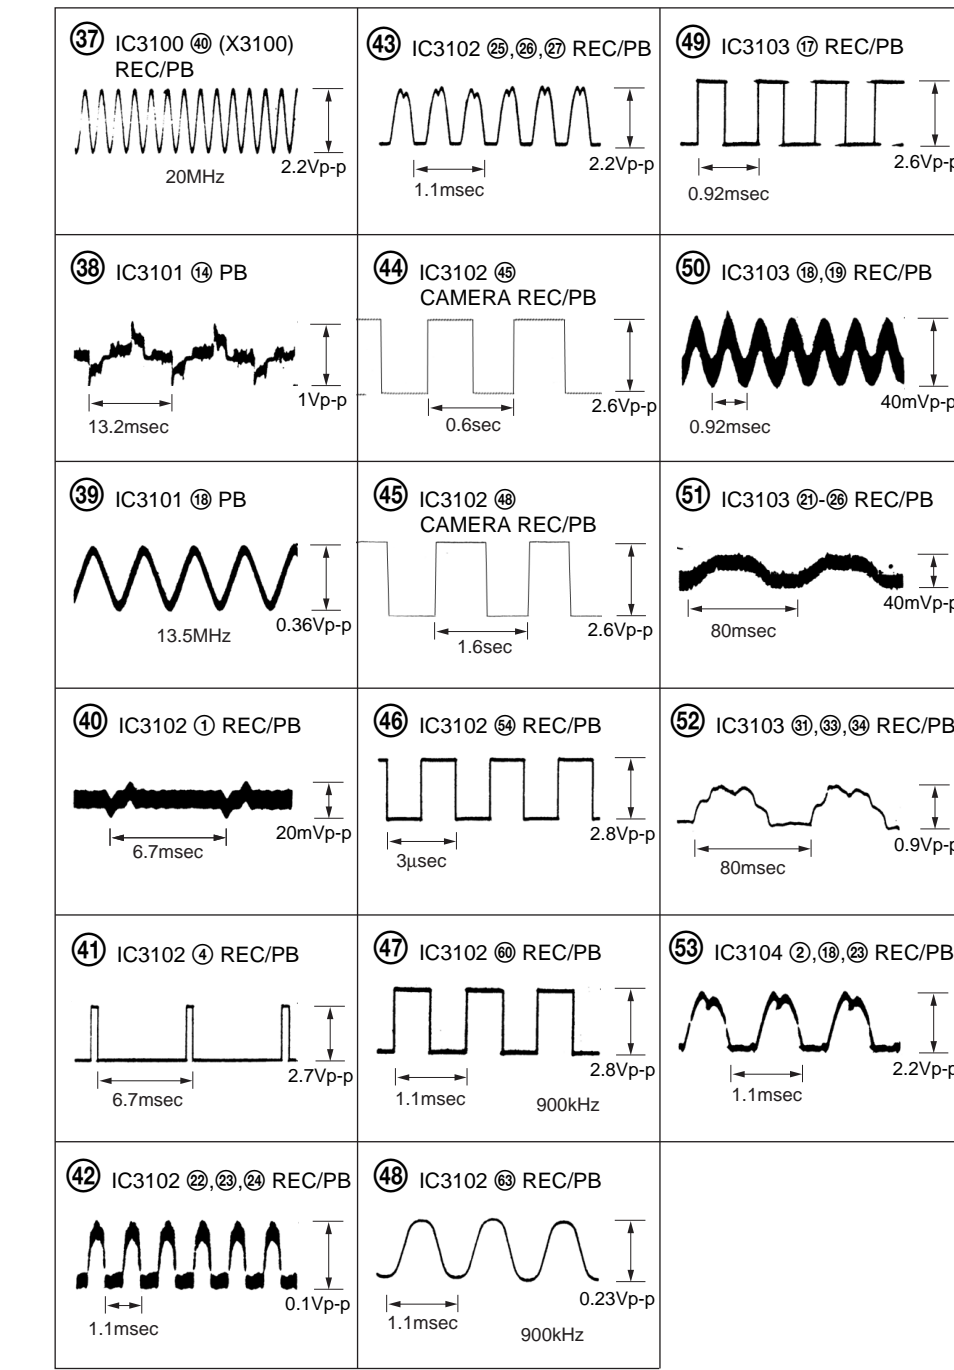 37 IC3100 40 (X3100)
REC/PB
20MHz
2.2Vp-p
38 IC3101 14 PB
1Vp-p
13.2msec
39 IC3101 18 PB
0.36Vp-p
13.5MHz
40 IC3102 1 REC/PB
20mVp-p
6.7msec
41 IC3102 4 REC/PB
2.7Vp-p
6.7msec
42 IC3102 22,23,24 REC/PB
0.1Vp-p
1.1msec
43 IC3102 25,26,27 REC/PB
2.2Vp-p
1.1msec
44 IC3102 45
CAMERA REC/PB
2.6Vp-p
0.6sec
45 IC3102 48
CAMERA REC/PB
2.6Vp-p
1.6sec
46 IC3102 54 REC/PB
2.8Vp-p
3µsec
47 IC3102 60 REC/PB
2.8Vp-p
1.1msec
900kHz
48 IC3102 63 REC/PB
0.23Vp-p
1.1msec
900kHz
49 IC3103 17 REC/PB
2.6Vp-p
0.92msec
50 IC3103 18,19 REC/PB
40mVp-p
0.92msec
51 IC3103 21-26 REC/PB
40mVp-p
80msec
52 IC3103 31,33,34 REC/PB
0.9Vp-p
80msec
53 IC3104 2,18,23 REC/PB
2.2Vp-p
1.1msec